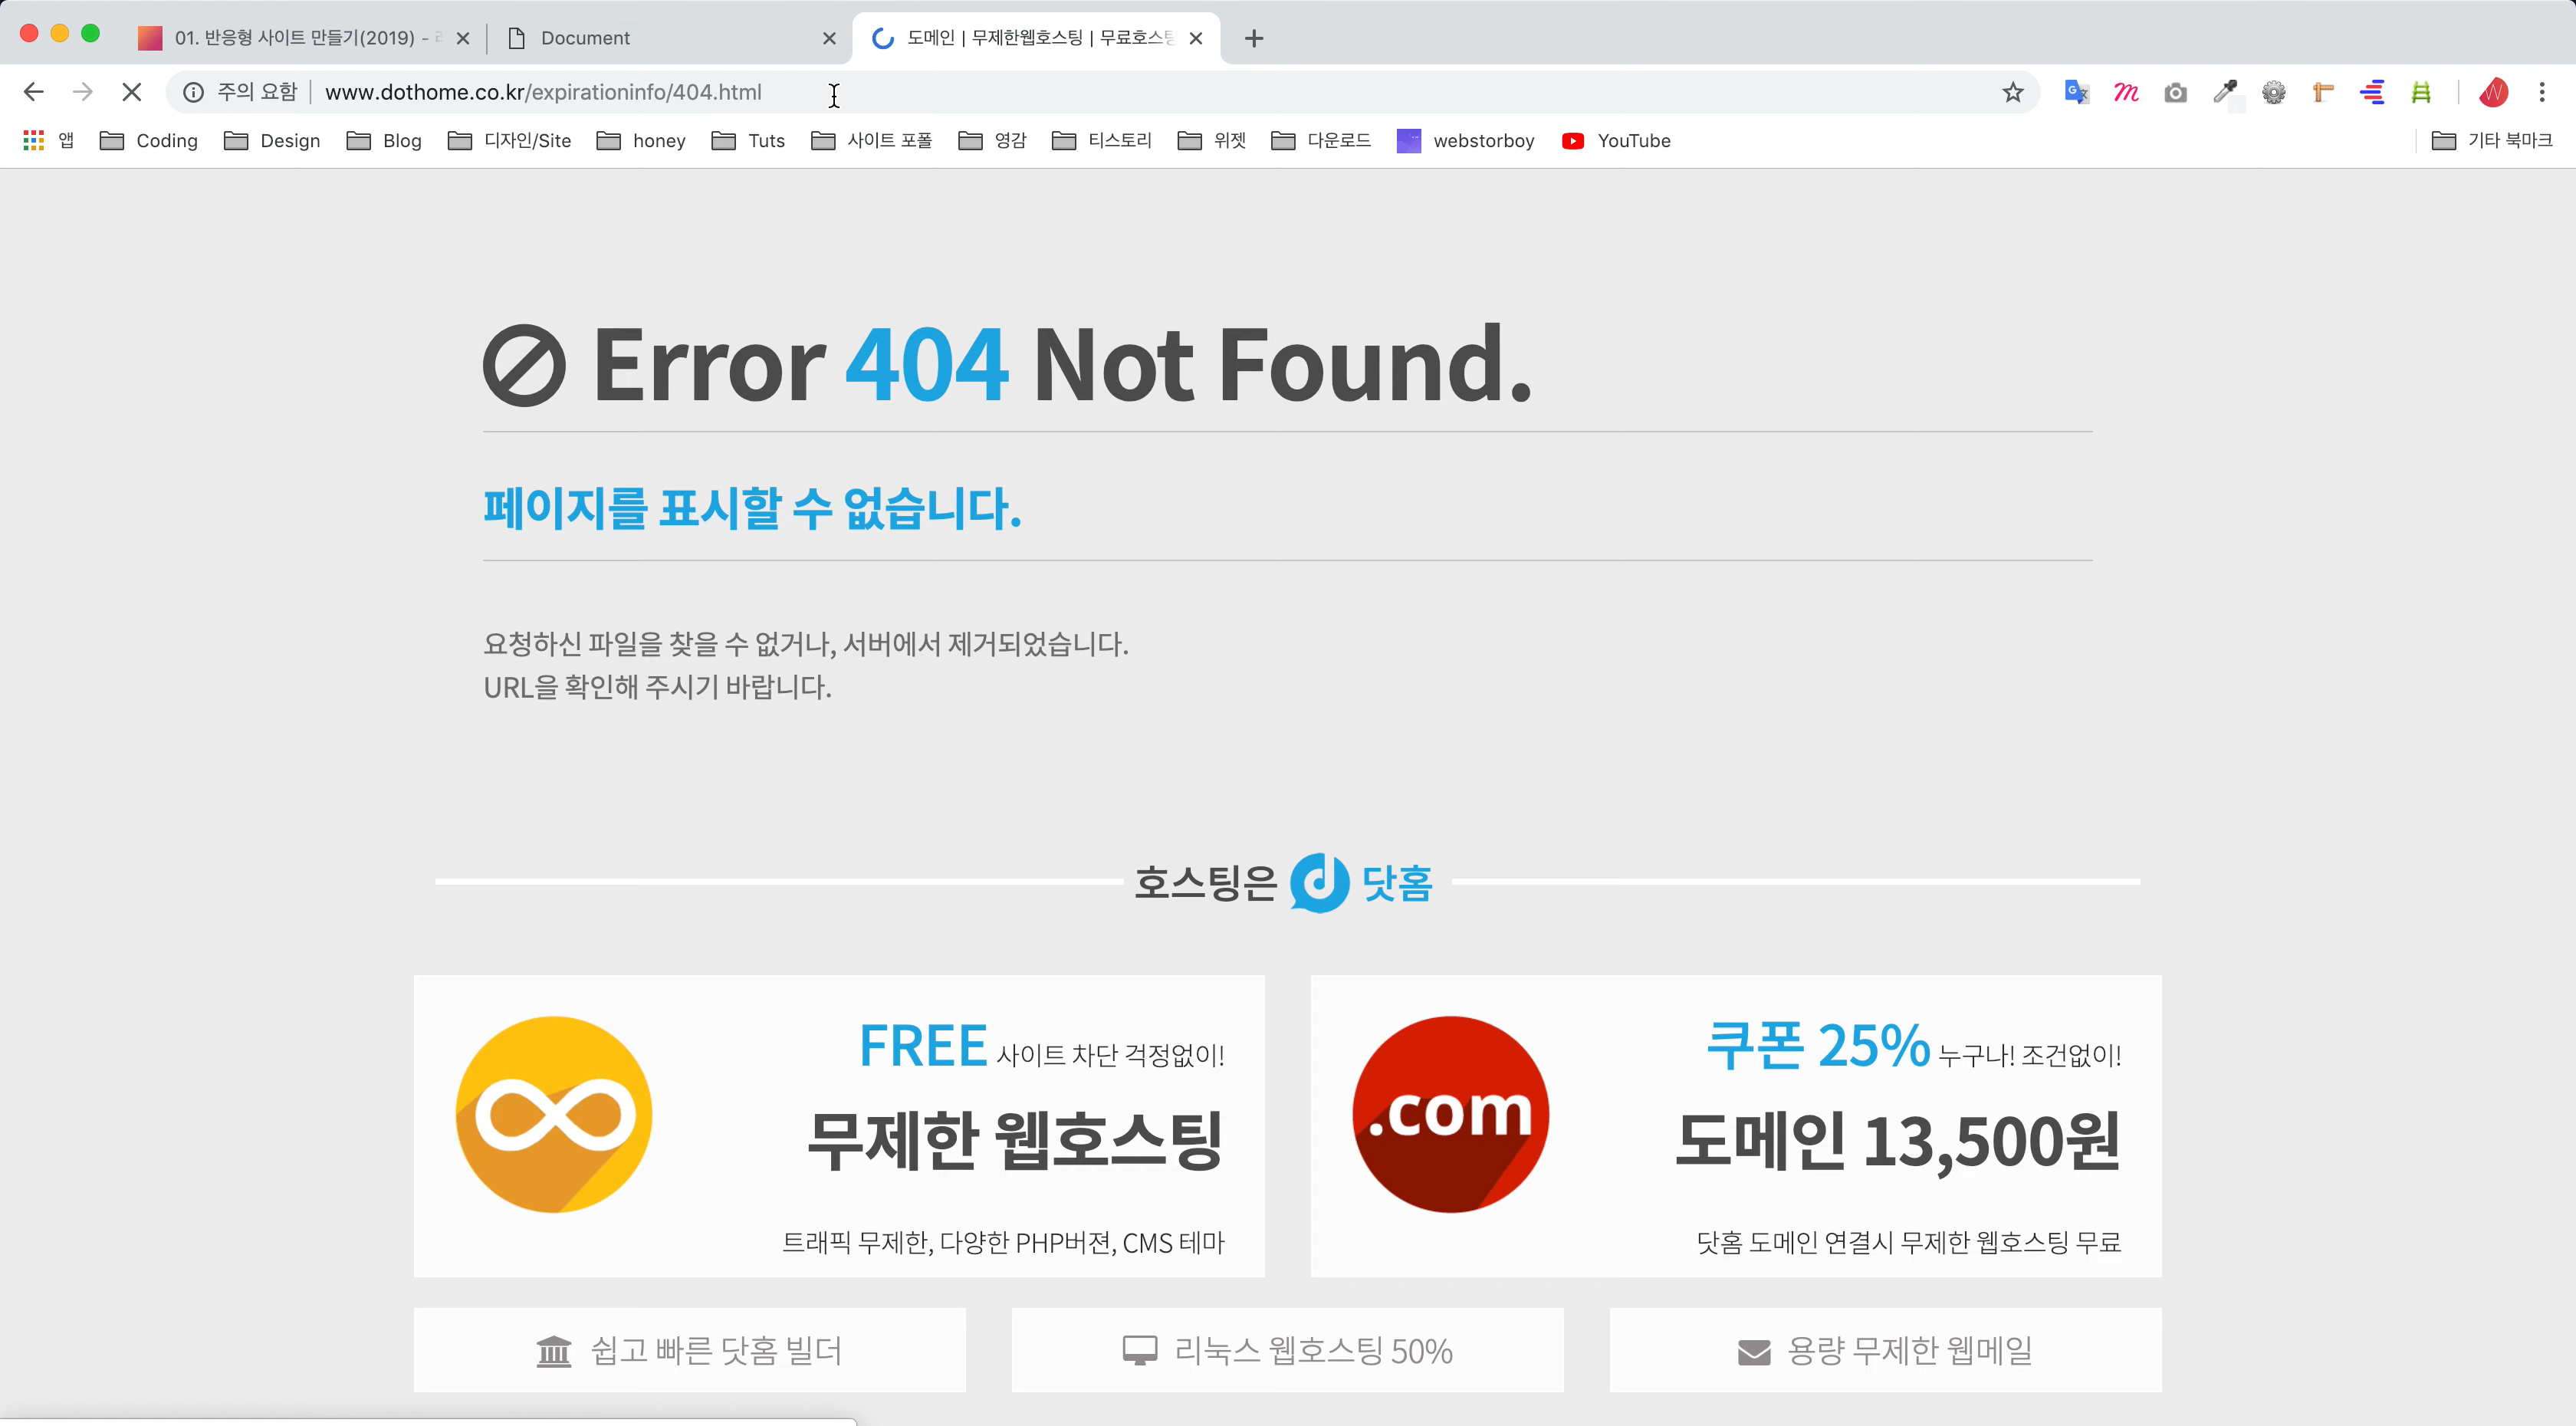 01. 반응형 사이트 만들기(2019) -
Document
도메인 | 무제한웹호스팅 | 무료호스팅
주의 요함
www.dothome.co.kr/expirationinfo/404.html
앱
Coding
Design
Blog
디자인/Site
honey
Tuts
사이트 포폴
영감
티스토리
위젯
다운로드
webstorboy
YouTube
기타 북마크
Error 404 Not Found.
페이지를 표시할 수 없습니다.
요청하신 파일을 찾을 수 없거나, 서버에서 제거되었습니다.
URL을 확인해 주시기 바랍니다.
호스팅은 닷홈
FREE 사이트 차단 걱정없이!
무제한 웹호스팅
트래픽 무제한, 다양한 PHP버젼, CMS 테마
.com
쿠폰 25% 누구나! 조건없이!
도메인 13,500원
닷홈 도메인 연결시 무제한 웹호스팅 무료
쉽고 빠른 닷홈 빌더
리눅스 웹호스팅 50%
용량 무제한 웹메일